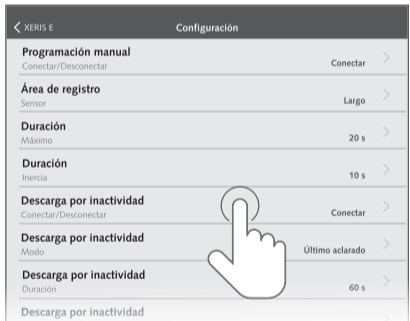 XERIS E Configuración
Programación manual
Conectar/Desconectar Conectar
Área de registro
Sensor Largo
Duración
Máximo 20 s
Duración
Inercia 10 s
Descarga por inactividad
Conectar/Desconectar Conectar
Descarga por inactividad
Modo Último aclarado
Descarga por inactividad
Duración 60 s
Descarga por inactividad